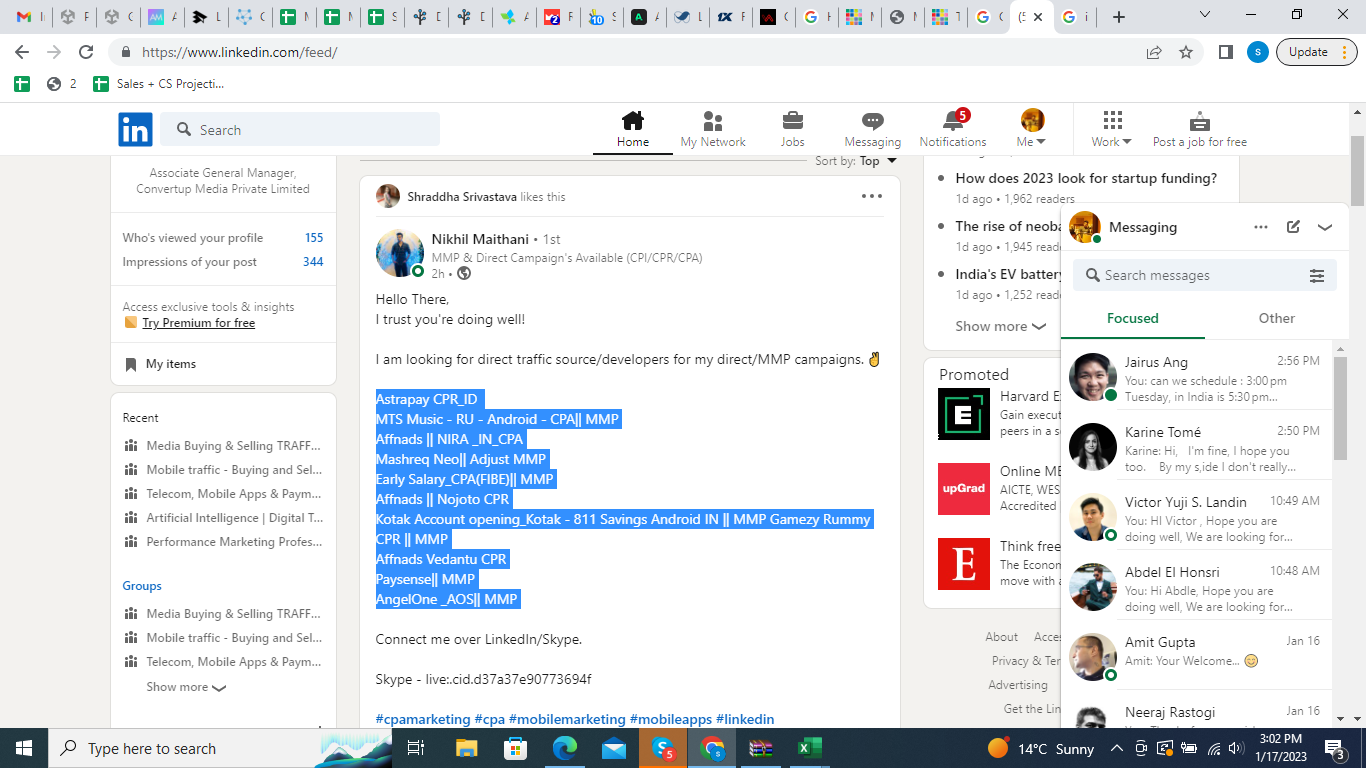 https://www.linkedin.com/feed/
Update
2
Sales + CS Projecti...
in
Search
Home
My Network
Jobs
Messaging
5
Notifications
Me
Work
Post a job for free
Associate General Manager,
Convertup Media Private Limited
Who's viewed your profile 155
Impressions of your post 344
Access exclusive tools & insights
Try Premium for free
My items
Recent
Media Buying & Selling TRAFF...
Mobile traffic - Buying and Sel...
Telecom, Mobile Apps & Paym...
Artificial Intelligence | Digital T...
Performance Marketing Profes...
Groups
Media Buying & Selling TRAFF...
Mobile traffic - Buying and Sel...
Telecom, Mobile Apps & Paym...
Show more
Sort by: Top
Shraddha Srivastava likes this
Nikhil Maithani • 1st
MMP & Direct Campaign's Available (CPI/CPR/CPA)
2h •
Hello There,
I trust you're doing well!
I am looking for direct traffic source/developers for my direct/MMP campaigns. ✌
Astrapay CPR_ID
MTS Music - RU - Android - CPA|| MMP
Affnads || NIRA _IN_CPA
Mashreq Neo|| Adjust MMP
Early Salary_CPA(FIBE)|| MMP
Affnads || Nojoto CPR
Kotak Account opening_Kotak - 811 Savings Android IN || MMP Gamezy Rummy
CPR || MMP
Affnads Vedantu CPR
Paysense|| MMP
AngelOne _AOS|| MMP
Connect me over LinkedIn/Skype.
Skype - live:.cid.d37a37e90773694f
#cpamarketing #cpa #mobilemarketing #mobileapps #linkedin
How does 2023 look for startup funding?
1d ago • 1,962 readers
The rise of neoba
1d ago • 1,945 reade
India's EV battery
1d ago • 1,252 reade
Show more
Promoted
Harvard E
Gain execut
peers in a s
upGrad
Online ME
AICTE, WES
Accredited
E
Think free
The Econom
move with a
About Acces
Privacy & Ter
Advertising
Get the Lin
Messaging
Search messages
Focused
Other
Jairus Ang 2:56 PM
You: can we schedule : 3:00 pm
Tuesday, in India is 5:30 pm...
Karine Tomé 2:50 PM
Karine: Hi, I'm fine, I hope you
too. By my s,ide I don't really...
Victor Yuji S. Landin 10:49 AM
You: HI Victor , Hope you are
doing well, We are looking for...
Abdel El Honsri 10:48 AM
You: Hi Abdle, Hope you are
doing well, We are looking for...
Amit Gupta Jan 16
Amit: Your Welcome... 😊
Neeraj Rastogi Jan 16
Type here to search
5
14°C Sunny
3:02 PM
1/17/2023
3